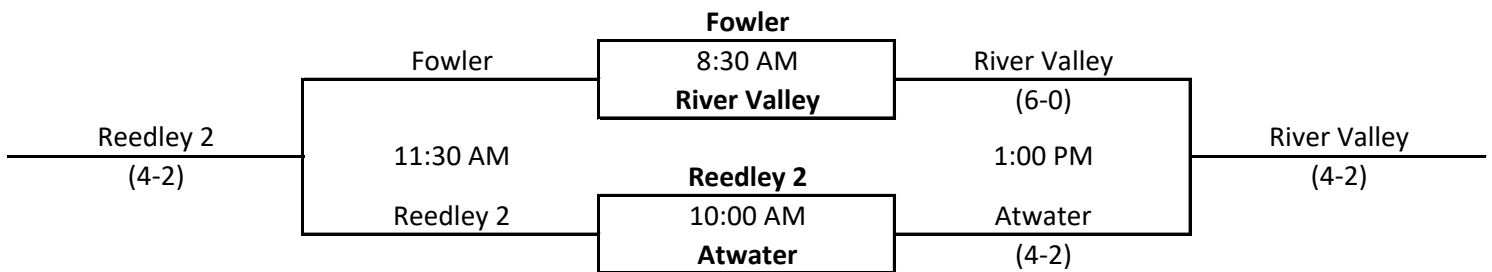 Fowler
Fowler 8:30 AM River Valley
River Valley (6-0)
Reedley 2 11:30 AM 1:00 PM River Valley
(4-2) Reedley 2 (4-2)
Reedley 2 10:00 AM Atwater
Atwater (4-2)